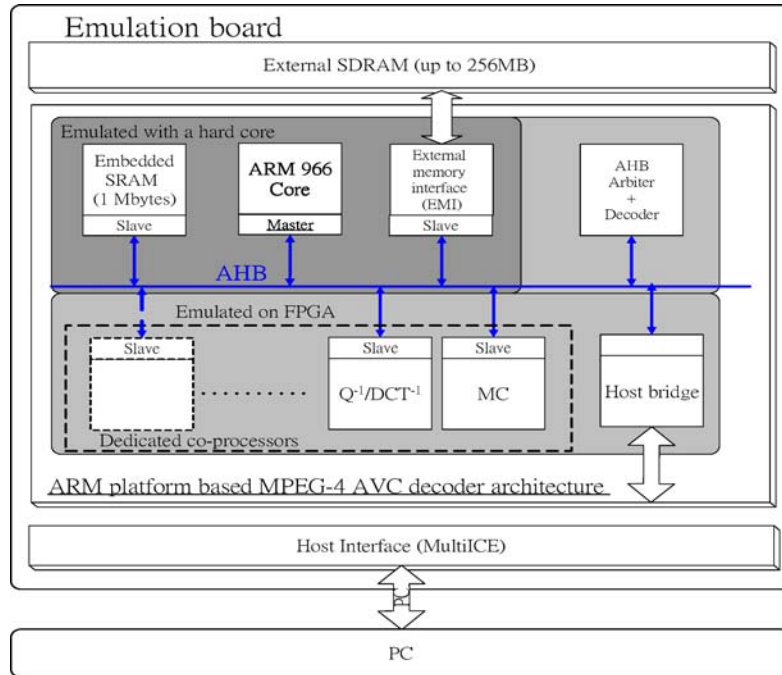 Emulation board
External SDRAM (up to 256MB)
Emulated with a hard core
Embedded
SRAM
(1 Mbytes)
Slave
ARM 966
Core
Master
External
memory
interface
(EMI)
Slave
AHB
Arbiter
+
Decoder
AHB
Emulated on FPGA
Slave
Slave
Q⁻¹/DCT⁻¹
Slave
MC
Host bridge
Dedicated co-processors
ARM platform based MPEG-4 AVC decoder architecture
Host Interface (MultiICE)
PC
PC